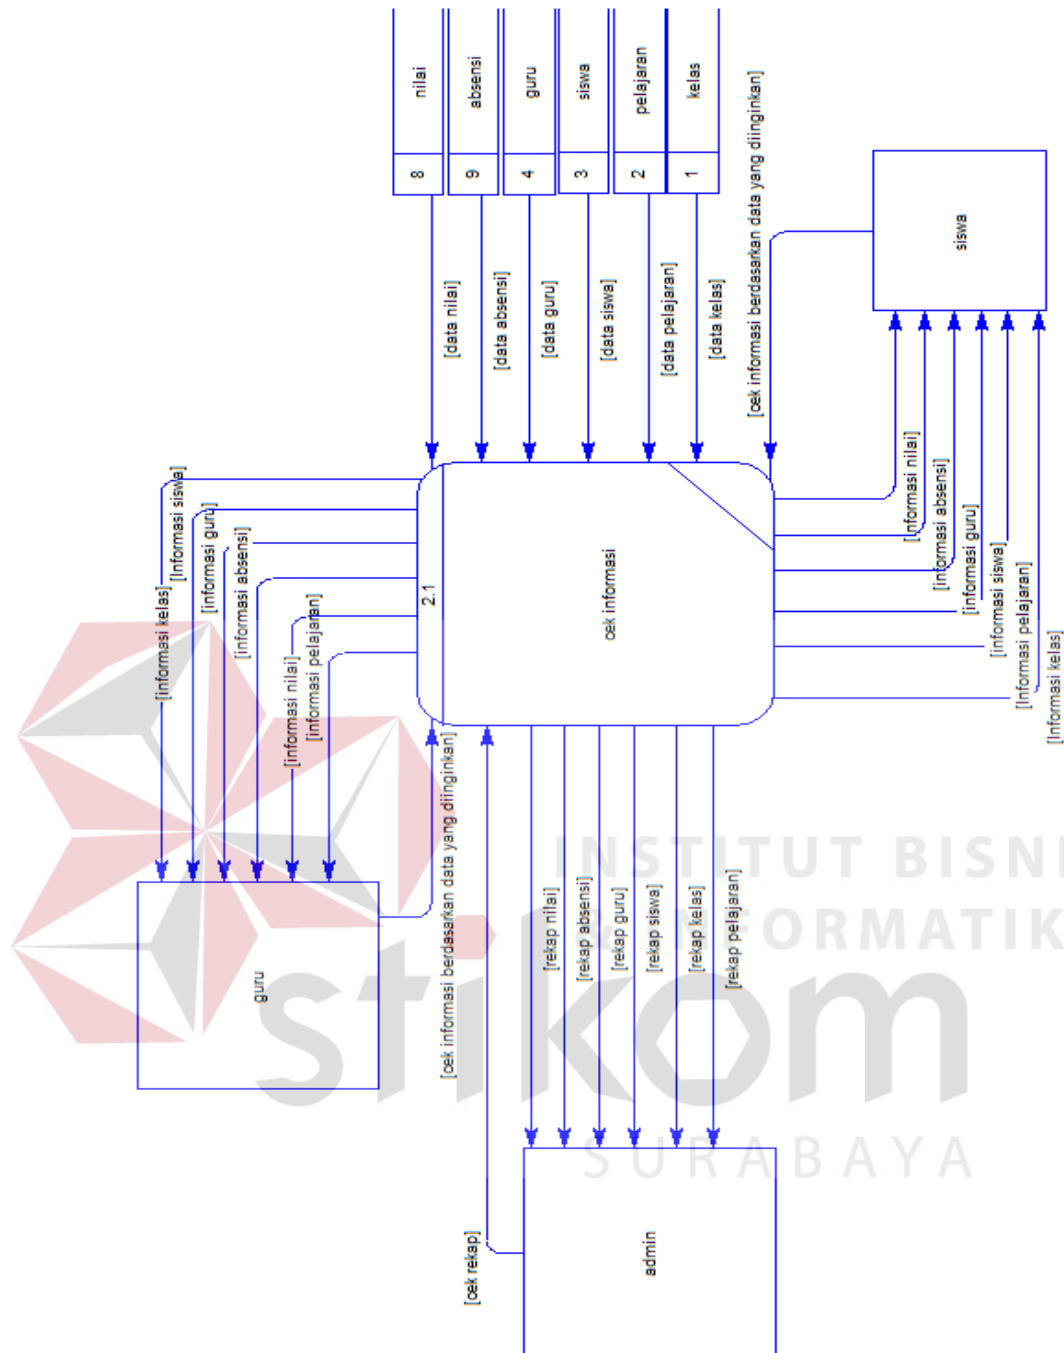 8 nilai
9 absensi
4 guru
3 siswa
2 pelajaran
1 kelas
[data nilai]
[data absensi]
[data guru]
[data siswa]
[data pelajaran]
[data kelas]
[cek informasi berdasarkan data yang diinginkan]
siswa
[Informasi siswa]
[informasi guru]
[informasi absensi]
[informasi kelas]
[informasi nilai]
[informasi pelajaran]
2.1
cek informasi
[nformasi nilai]
[informasi absensi]
[informasi guru]
[informasi siswa]
[Informasi pelajaran]
[Informasi kelas]
guru
[cek informasi berdasarkan data yang diinginkan]
[rekap nilai]
[rekap absensi]
[rekap guru]
[rekap siswa]
[rekap kelas]
[rekap pelajaran]
[cek rekap]
admin
INSTITUT BISNI
& INFORMATIK
stikom
SURABAYA